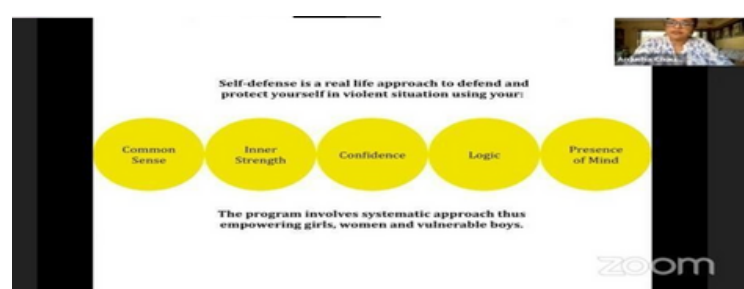 Self-defense is a real life approach to defend and
protect yourself in violent situation using your:
Common
Sense
Inner
Strength
Confidence
Logic
Presence
of Mind
The program involves systematic approach thus
empowering girls, women and vulnerable boys.
zoom